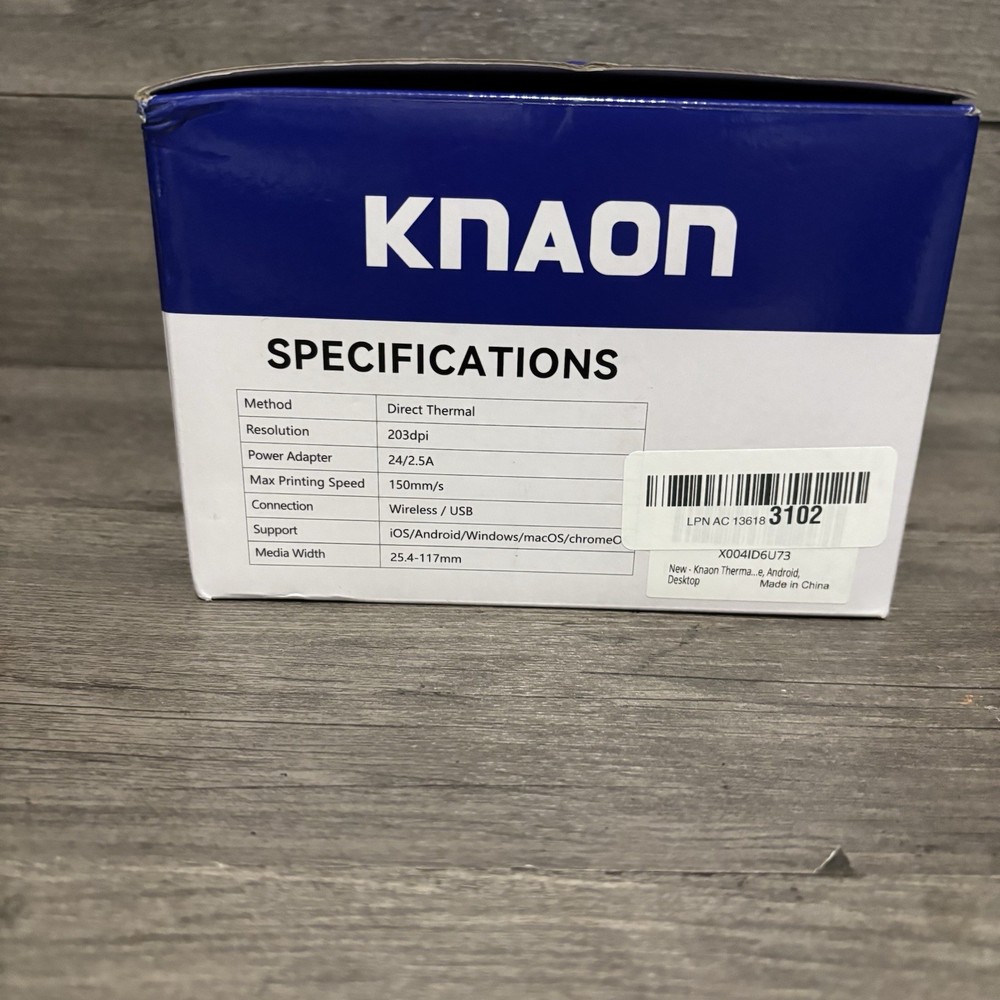 KNAON
SPECIFICATIONS
Method Direct Thermal
Resolution 203dpi
Power Adapter 24/2.5A
Max Printing Speed 150mm/s
Connection Wireless / USB
Support iOS/Android/Windows/macOS/chromeO
Media Width 25.4-117mm
LPN AC 13618 3102
X004ID6U73
New - Knaon Therma...e, Android,
Desktop Made in China